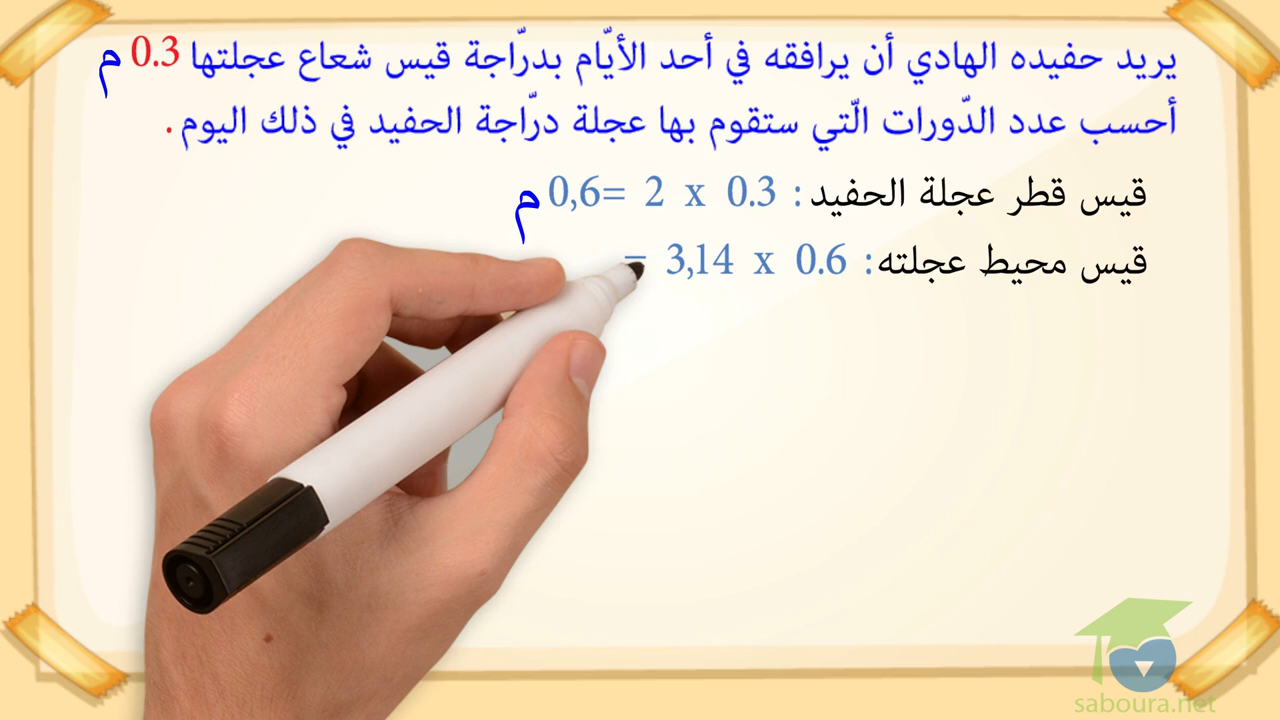 يريد حفيده الهادي أن يرافقه في أحد الأيّام بدرّاجة قيس شعاع عجلتها 0.3 م
أحسب عدد الدّورات الّتي ستقوم بها عجلة درّاجة الحفيد في ذلك اليوم .
قيس قطر عجلة الحفيد : 0.3 x 2 =0,6 م
قيس محيط عجلته : 0.6 x 3,14 =
saboura.net